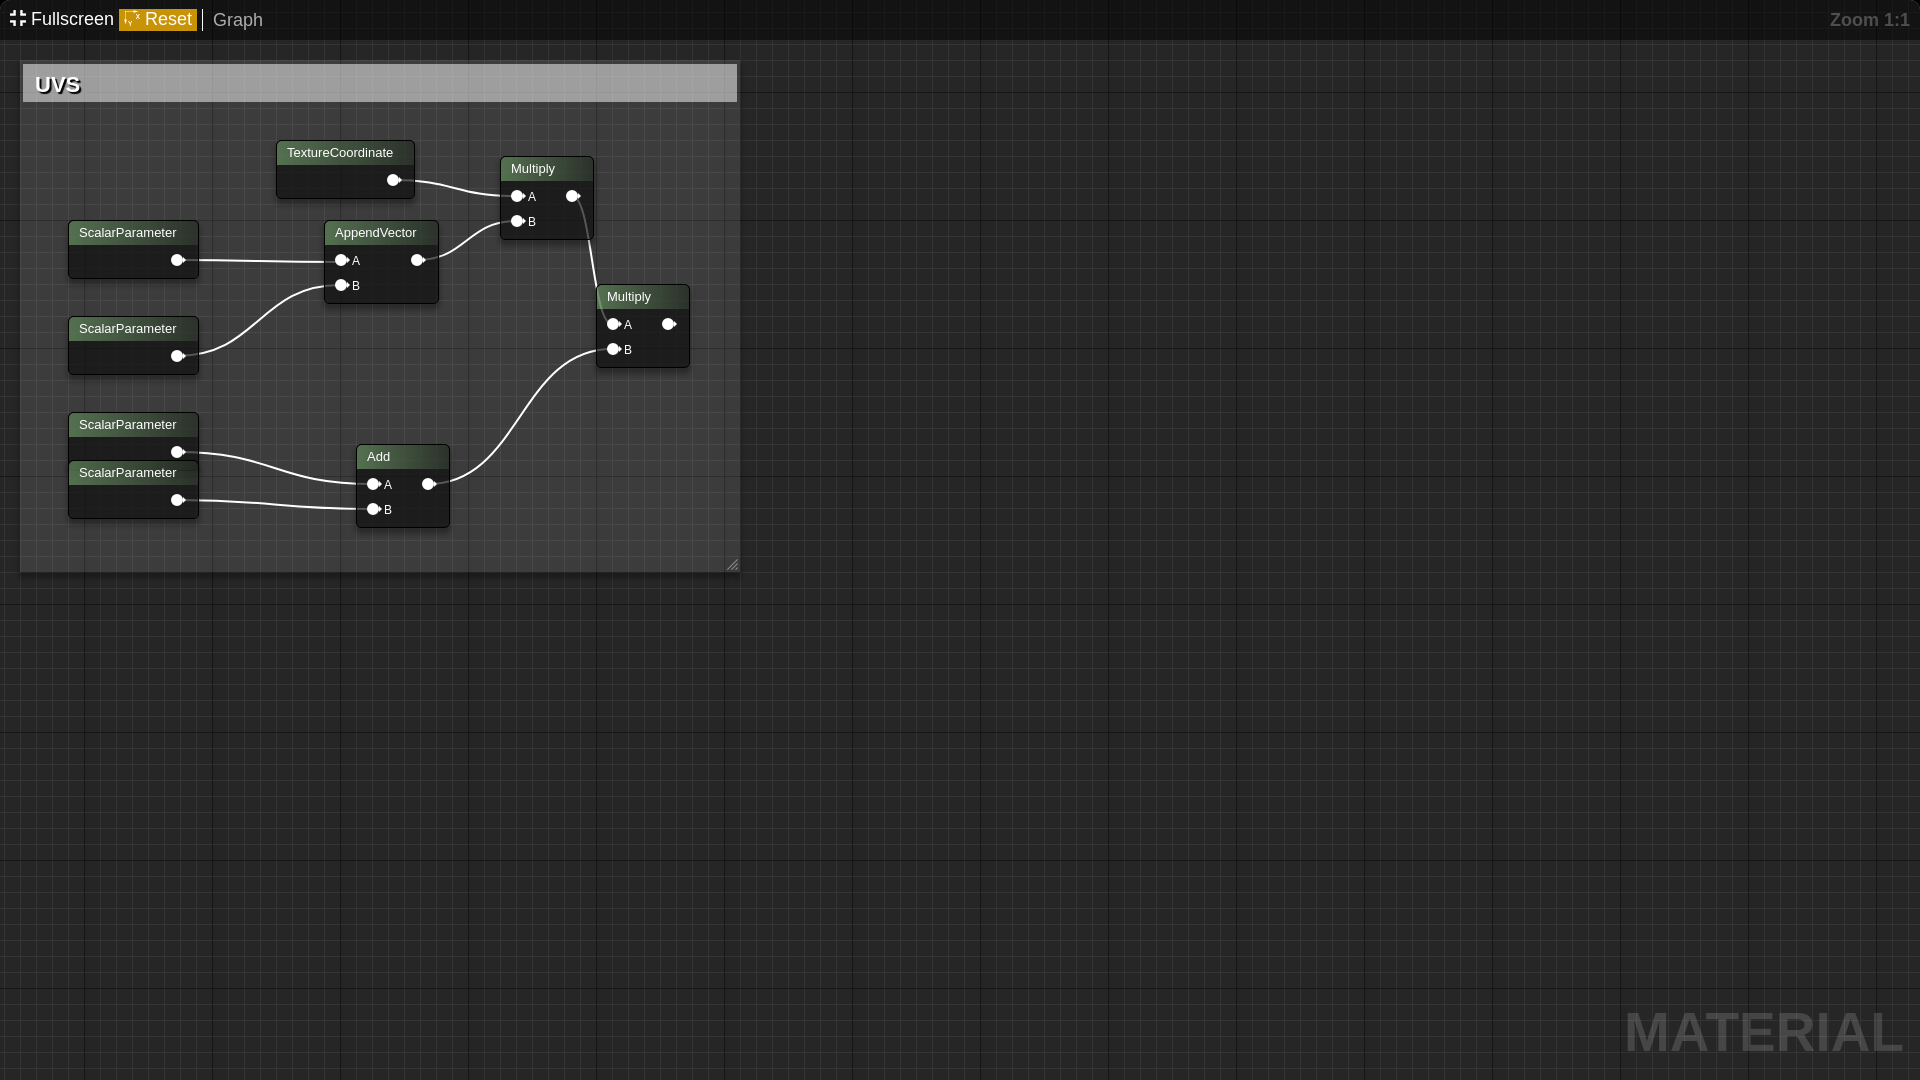 Fullscreen Reset Graph Zoom 1:1
UVS
TextureCoordinate
Multiply
A
B
ScalarParameter
AppendVector
A
B
Multiply
A
B
ScalarParameter
ScalarParameter
ScalarParameter
Add
A
B
MATERIAL